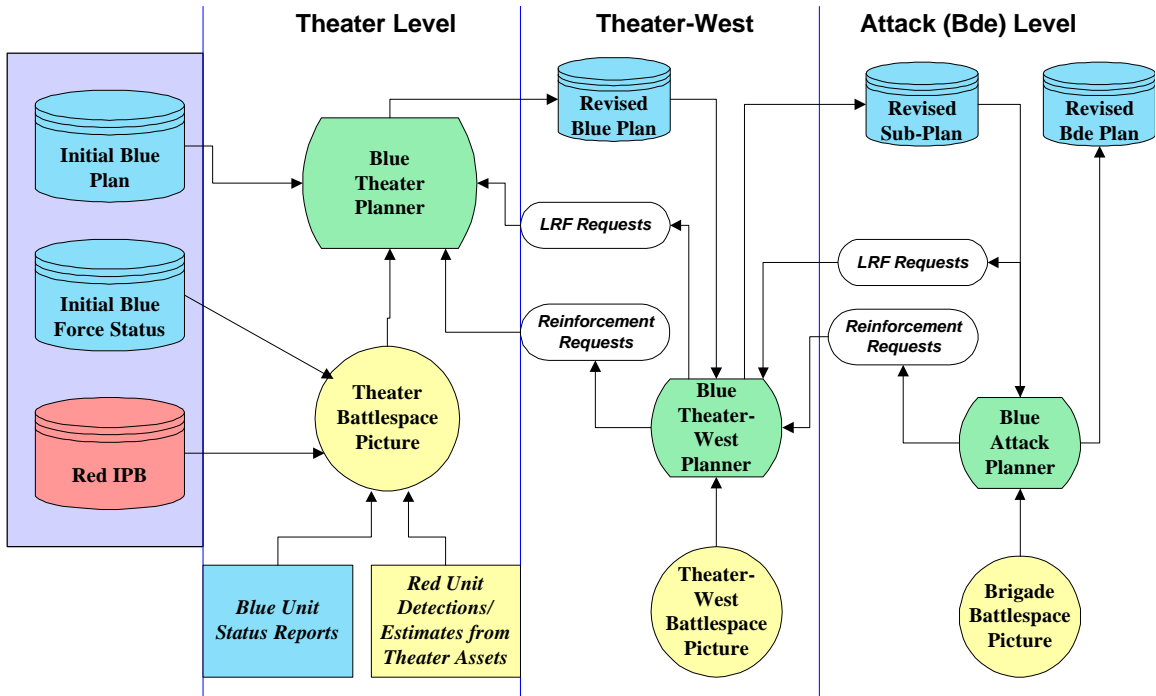 Theater Level
Theater-West
Attack (Bde) Level
Initial Blue
Plan
Initial Blue
Force Status
Red IPB
Blue
Theater
Planner
Theater
Battlespace
Picture
Blue Unit
Status Reports
Red Unit
Detections/
Estimates from
Theater Assets
Revised
Blue Plan
LRF Requests
Reinforcement
Requests
Blue
Theater-
West
Planner
Theater-
West
Battlespace
Picture
Revised
Sub-Plan
Revised
Bde Plan
LRF Requests
Reinforcement
Requests
Blue
Attack
Planner
Brigade
Battlespace
Picture